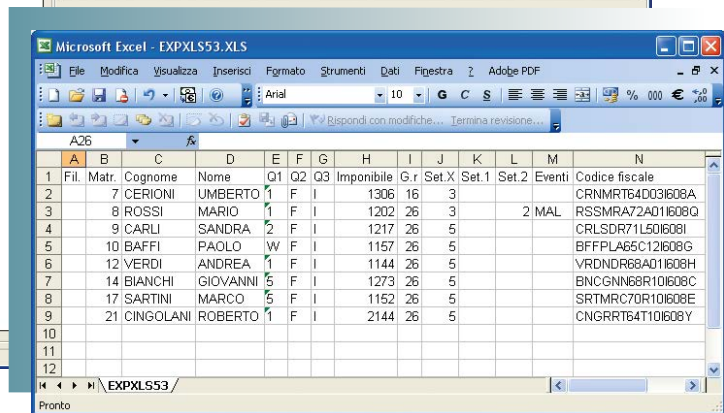 Microsoft Excel - EXPXLS53.XLS
File Modifica Visualizza Inserisci Formato Strumenti Dati Finestra ? Adobe PDF
Arial 10 G C S % 000 €
Rispondi con modifiche... Termina revisione...
A26 fx
A B C D E F G H I J K L M N
1 Fil. Matr. Cognome Nome Q1 Q2 Q3 Imponibile G.r Set.X Set.1 Set.2 Eventi Codice fiscale
2 7 CERIONI UMBERTO 1 F I 1306 16 3 CRNMRT64D03I608A
3 8 ROSSI MARIO 1 F I 1202 26 3 2 MAL RSSMRA72A01I608Q
4 9 CARLI SANDRA 2 F I 1217 26 5 CRLSDR71L50I608I
5 10 BAFFI PAOLO W F I 1157 26 5 BFFPLA65C12I608G
6 12 VERDI ANDREA 1 F I 1144 26 5 VRDNDR68A01I608H
7 14 BIANCHI GIOVANNI 5 F I 1273 26 5 BNCGNN68R10I608C
8 17 SARTINI MARCO 5 F I 1152 26 5 SRTMRC70R10I608E
9 21 CINGOLANI ROBERTO 1 F I 2144 26 5 CNGRRT64T10I608Y
10
11
12
EXPXLS53
Pronto